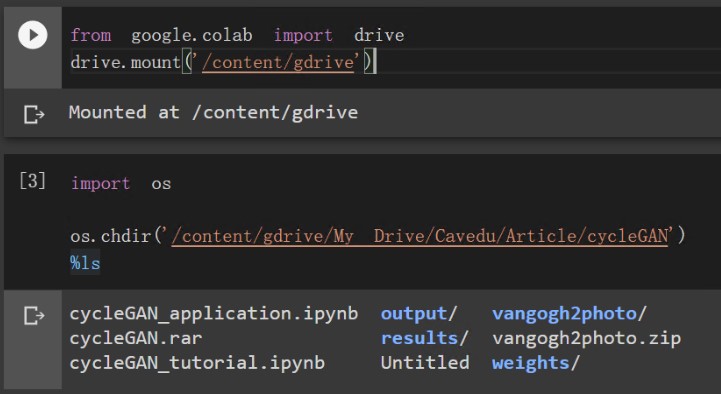 from google.colab import drive
drive.mount('/content/gdrive')
Mounted at /content/gdrive
[3] import os
os.chdir('/content/gdrive/My Drive/Cavedu/Article/cycleGAN')
%ls
cycleGAN_application.ipynb output/ vangogh2photo/
cycleGAN.rar results/ vangogh2photo.zip
cycleGAN_tutorial.ipynb Untitled weights/